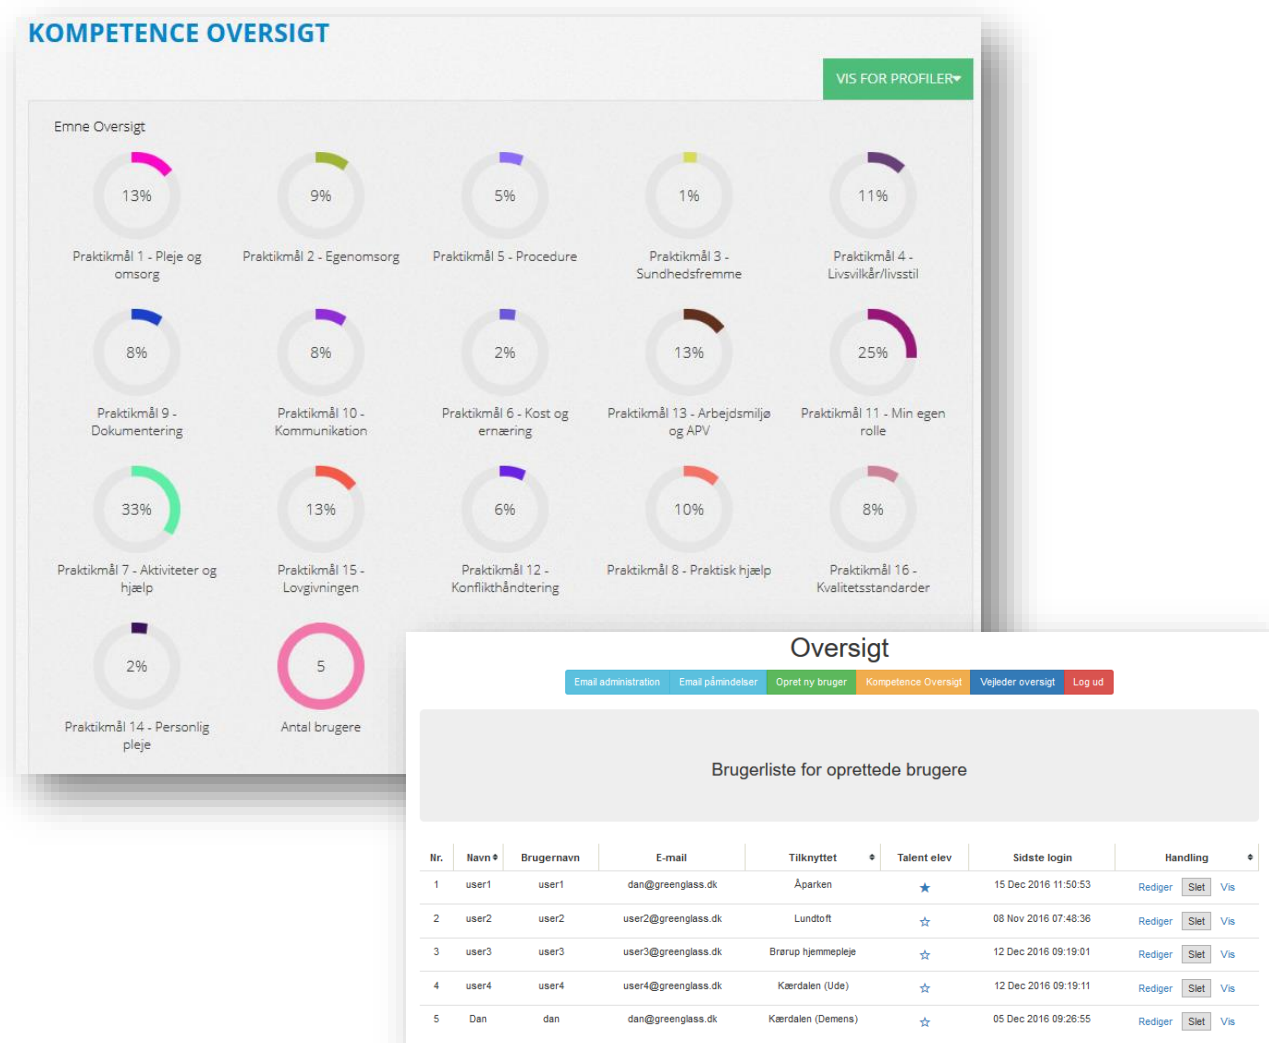 KOMPETENCE OVERSIGT
VIS FOR PROFILER
Emne Oversigt
13% 9% 5% 1% 11%
Praktikmål 1 - Pleje og omsorg
Praktikmål 2 - Egenomsorg
Praktikmål 5 - Procedure
Praktikmål 3 - Sundhedsfremme
Praktikmål 4 - Livsvilkår/livsstil
8% 8% 2% 13% 25%
Praktikmål 9 - Dokumentering
Praktikmål 10 - Kommunikation
Praktikmål 6 - Kost og ernæring
Praktikmål 13 - Arbejdsmiljø og APV
Praktikmål 11 - Min egen rolle
33% 13% 6% 10% 8%
Praktikmål 7 - Aktiviteter og hjælp
Praktikmål 15 - Lovgivningen
Praktikmål 12 - Konflikthåndtering
Praktikmål 8 - Praktisk hjælp
Praktikmål 16 - Kvalitetsstandarder
2% 5
Praktikmål 14 - Personlig pleje
Antal brugere
Oversigt
Email administration Email påmindelser Opret ny bruger Kompetence Oversigt Vejleder oversigt Log ud
Brugerliste for oprettede brugere
Nr. Navn Brugernavn E-mail Tilknyttet Talent elev Sidste login Handling
1 user1 user1 dan@greenglass.dk Åparken 15 Dec 2016 11:50:53 Rediger Slet Vis
2 user2 user2 user2@greenglass.dk Lundtoft 08 Nov 2016 07:48:36 Rediger Slet Vis
3 user3 user3 user3@greenglass.dk Brørup hjemmepleje 12 Dec 2016 09:19:01 Rediger Slet Vis
4 user4 user4 user4@greenglass.dk Kærdalen (Ude) 12 Dec 2016 09:19:11 Rediger Slet Vis
5 Dan dan dan@greenglass.dk Kærdalen (Demens) 05 Dec 2016 09:26:55 Rediger Slet Vis